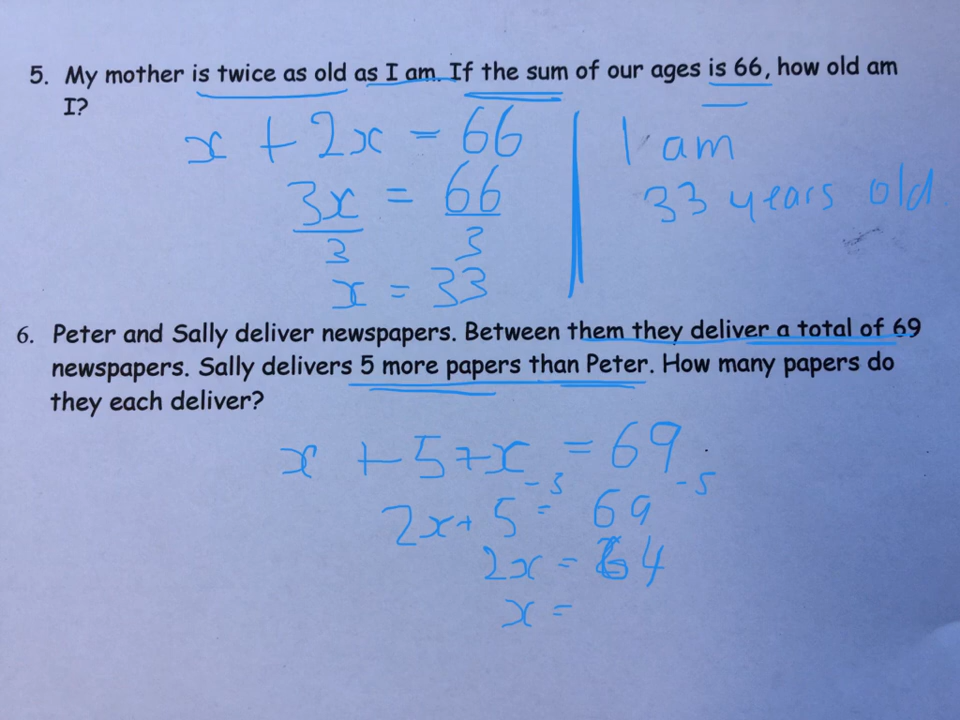 5. My mother is twice as old as I am. If the sum of our ages is 66, how old am
I?
x + 2x = 66
3x = 66
3 3
x = 33
I am
33 years old.
6. Peter and Sally deliver newspapers. Between them they deliver a total of 69
newspapers. Sally delivers 5 more papers than Peter. How many papers do
they each deliver?
x + 5 + x = 69
-5 -5
2x + 5 = 69
2x = 64
x =